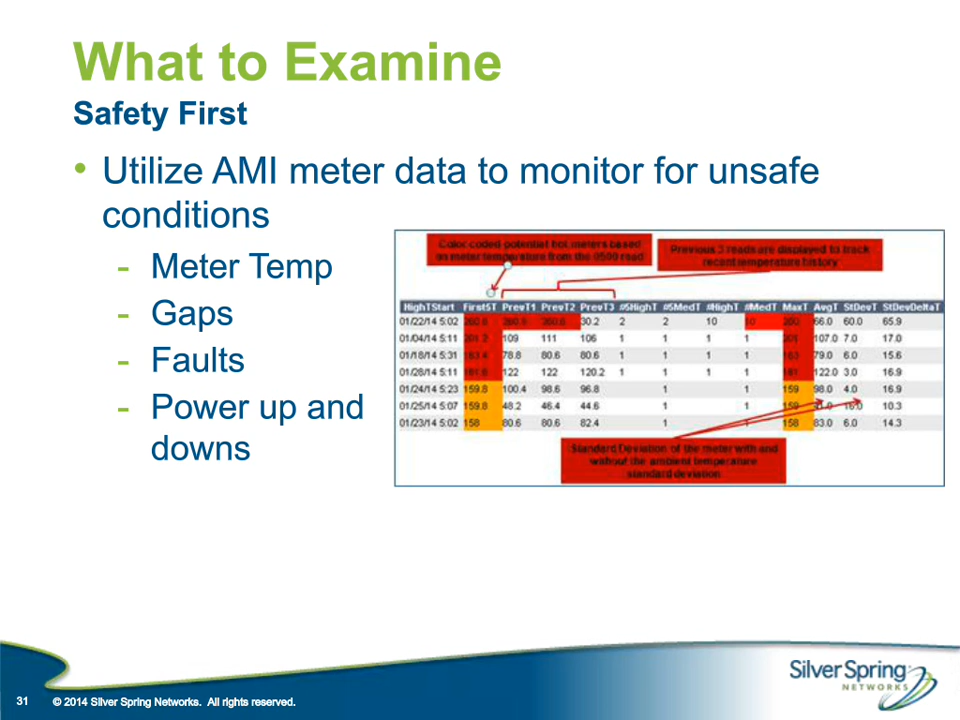 What to Examine
Safety First
• Utilize AMI meter data to monitor for unsafe
conditions
- Meter Temp
- Gaps
- Faults
- Power up and
downs
Color coded potential hot meters based
on meter temperature from the 0500 read
Previous 3 reads are displayed to track
recent temperature history
HighTStart First5T PrevT1 PrevT2 PrevT3 #5HighT #5MedT #HighT #MedT MaxT AvgT StDevT StDevDeltaT
01/22/14 5:02 30.2 2 2 10 10 66.0 60.0 65.9
01/04/14 5:11 109 111 106 1 1 1 1 107.0 7.0 17.0
01/18/14 5:31 78.8 80.6 80.6 1 1 1 1 79.0 6.0 15.6
01/28/14 5:11 122 122 120.2 1 1 1 1 122.0 3.0 16.9
01/24/14 5:23 159.8 100.4 98.6 96.8 1 1 159 98.0 4.0 16.9
01/25/14 5:07 159.8 48.2 46.4 44.6 1 1 159 16.0 10.3
01/23/14 5:02 158 80.6 80.6 82.4 1 1 158 83.0 6.0 14.3
Standard Deviation of the meter with and
without the ambient temperature
standard deviation
31 © 2014 Silver Spring Networks. All rights reserved.
Silver Spring
NETWORKS